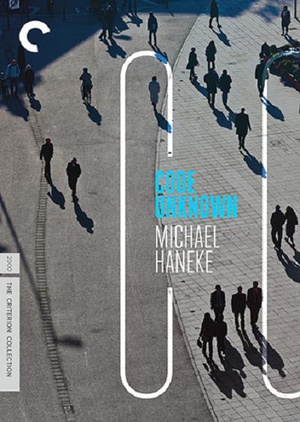 CODE
UNKNOWN
MICHAEL
HANEKE
2000
THE CRITERION COLLECTION